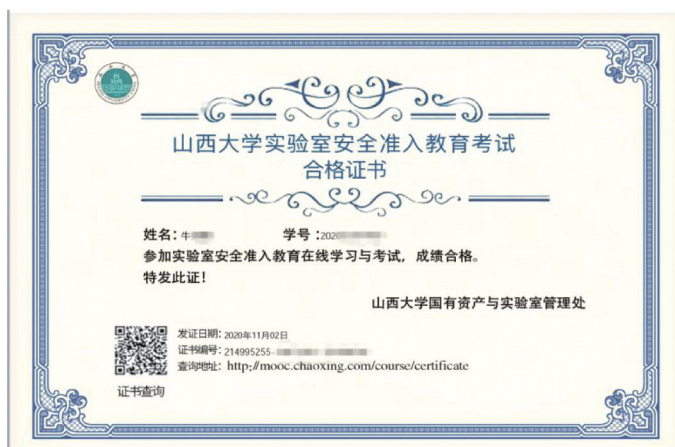 山西大学实验室安全准入教育考试
合格证书
姓名：牛
学号：2020
参加实验室安全准入教育在线学习与考试，成绩合格。
特发此证！
山西大学国有资产与实验室管理处
发证日期：2020年11月02日
证书编号：214995255-
查询地址：http://mooc.chaoxing.com/course/certificate
证书查询